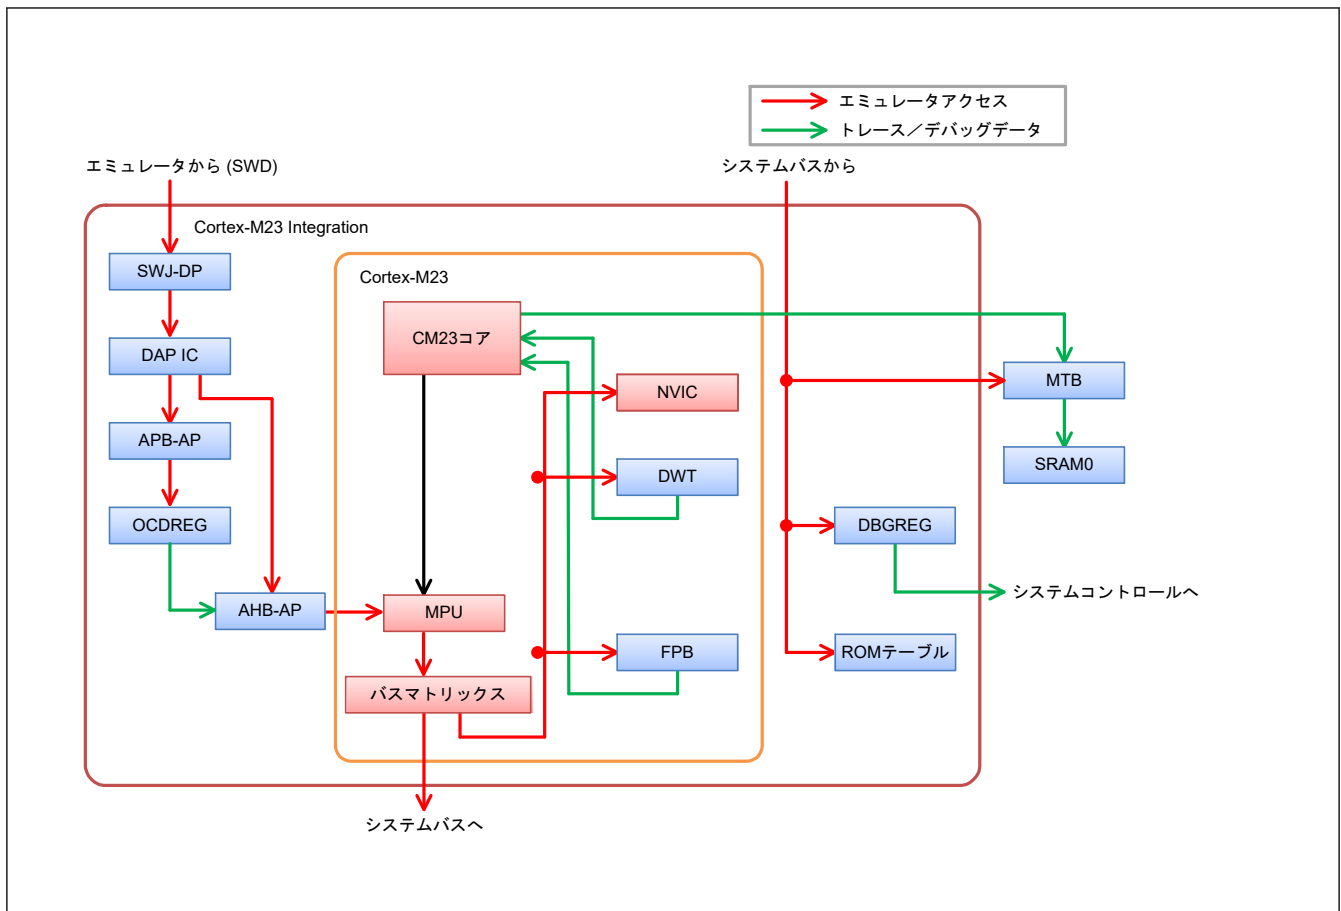 エミュレータアクセス
トレース／デバッグデータ
エミュレータから (SWD)
システムバスから
Cortex-M23 Integration
SWJ-DP
Cortex-M23
CM23コア
DAP IC
MTB
NVIC
APB-AP
SRAM0
DWT
OCDREG
DBGREG
システムコントロールへ
AHB-AP
MPU
FPB
ROMテーブル
バスマトリックス
システムバスへ